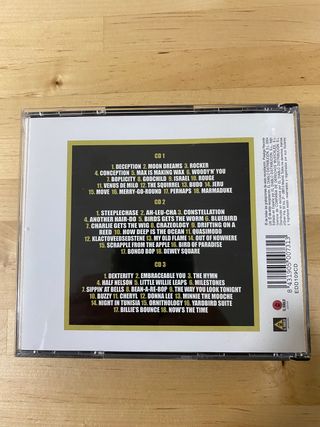 CD 1
1. DECEPTION 2. MOON DREAMS 3. ROCKER
4. CONCEPTION 5. MAX IS MAKING WAX 6. WOODYN' YOU
7. BOPLICITY 8. GODCHILD 9. ISRAEL 10. ROUGE
11. VENUS DE MILO 12. THE SQUIRREL 13. BUDO 14. JERU
15. MOVE 16. MERRY-GO-ROUND 17. PERHAPS 18. MARMADUKE
CD 2
1. STEEPLECHASE 2. AH-LEU-CHA 3. CONSTELLATION
4. ANOTHER HAIR-DO 5. BIRDS GETS THE WORM 6. BLUEBIRD
7. CHARLIE GETS THE WIG 8. CRAZEOLOGY 9. DRIFTING ON A
REED 10. HOW DEEP IS THE OCEAN 11. QUASIMODO
12. KLACTOVEDSEDSTENE 13. MY OLD FLAME 14. OUT OF NOWHERE
15. SCRAPPLE FROM THE APPLE 16. BIRD OF PARADISE
17. BONGO BOP 18. DEWEY SQUARE
CD 3
1. DEXTERITY 2. EMBRACEABLE YOU 3. THE HYMN
4. HALF NELSON 5. LITTLE WILLIE LEAPS 6. MILESTONES
7. SIPPIN' AT BELLS 8. BEAN-A-RE-BOP 9. THE WAY YOU LOOK TONIGHT
10. BUZZY 11. CHERYL 12. DONNA LEE 13. MINNIE THE MOOCHE
14. NIGHT IN TUNISIA 15. ORNITHOLOGY 16. YARDBIRD SUITE
17. BILLIE'S BOUNCE 18. NOW'S THE TIME
EDD109CD